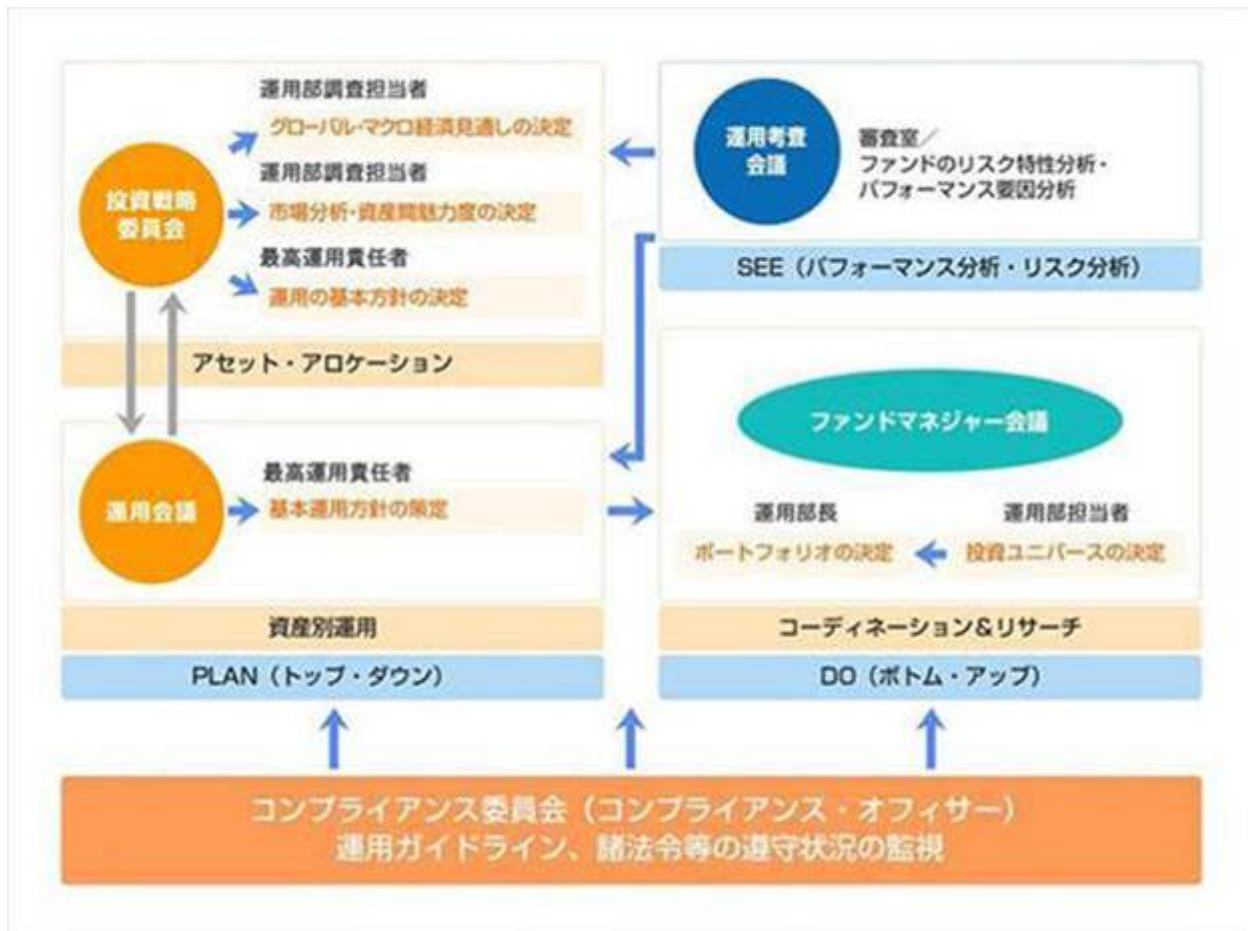 運用部調査担当者
グローバル・マクロ経済見通しの決定
投資戦略
委員会
運用部調査担当者
市場分析・資産間魅力度の決定
最高運用責任者
運用の基本方針の決定
アセット・アロケーション
運用考査
会議
審査室/
ファンドのリスク特性分析・
パフォーマンス要因分析
SEE(パフォーマンス分析・リスク分析)
運用会議
最高運用責任者
基本運用方針の策定
資産別運用
PLAN(トップ・ダウン)
ファンドマネジャー会議
運用部長
ポートフォリオの決定
運用部担当者
投資ユニバースの決定
コーディネーション&リサーチ
DO(ボトム・アップ)
コンプライアンス委員会(コンプライアンス・オフィサー)
運用ガイドライン、諸法令等の遵守状況の監視